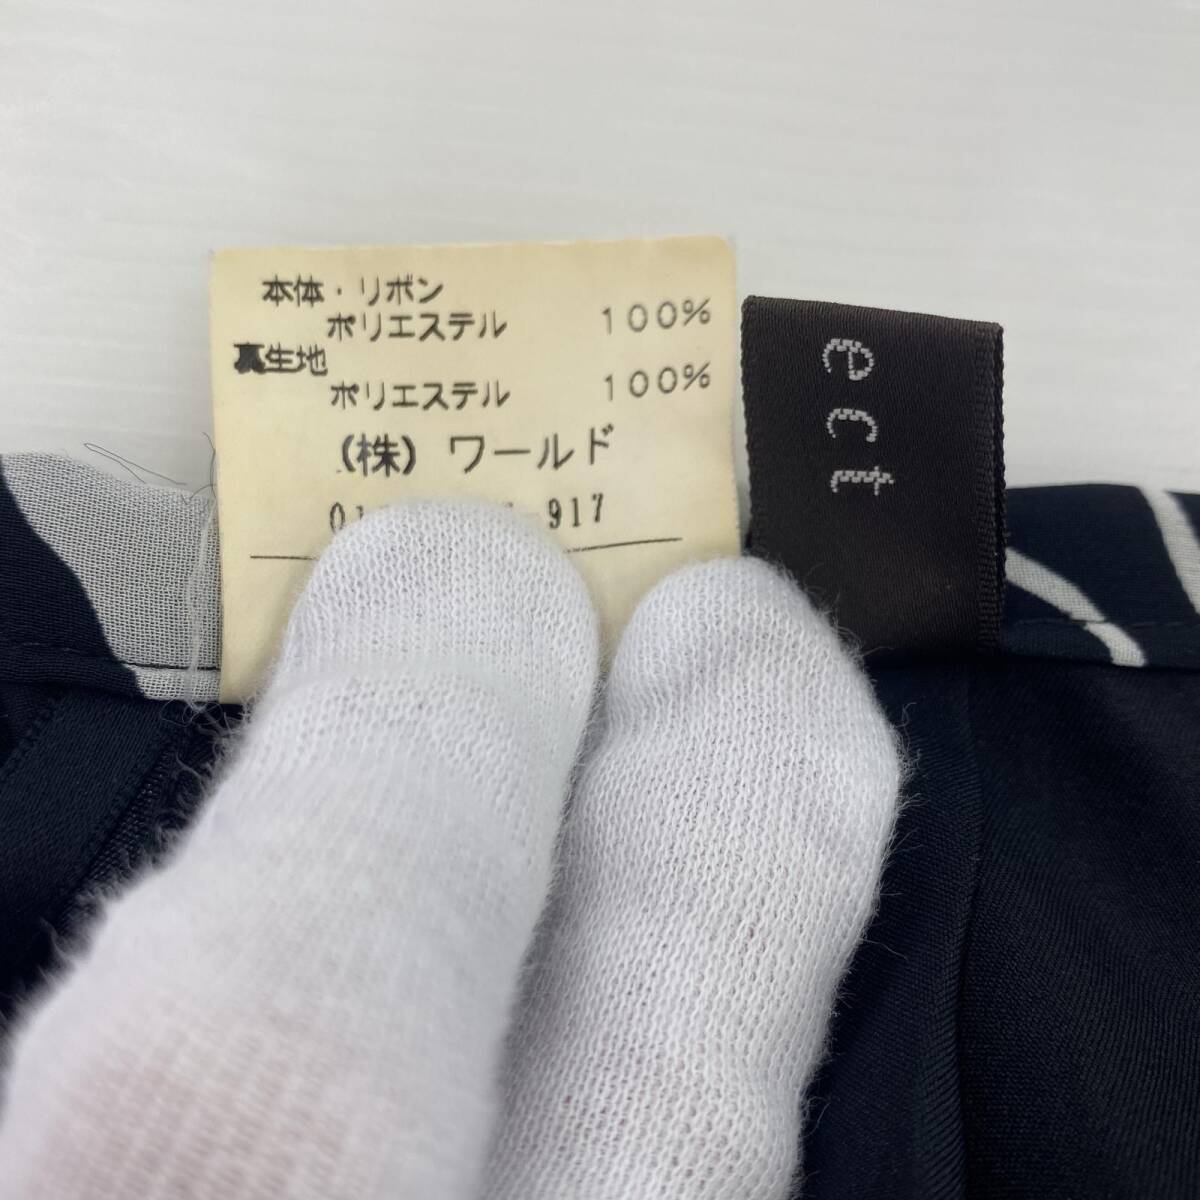 本体・リボン
ポリエステル 100%
裏生地
ポリエステル 100%
(株) ワールド
917
ect